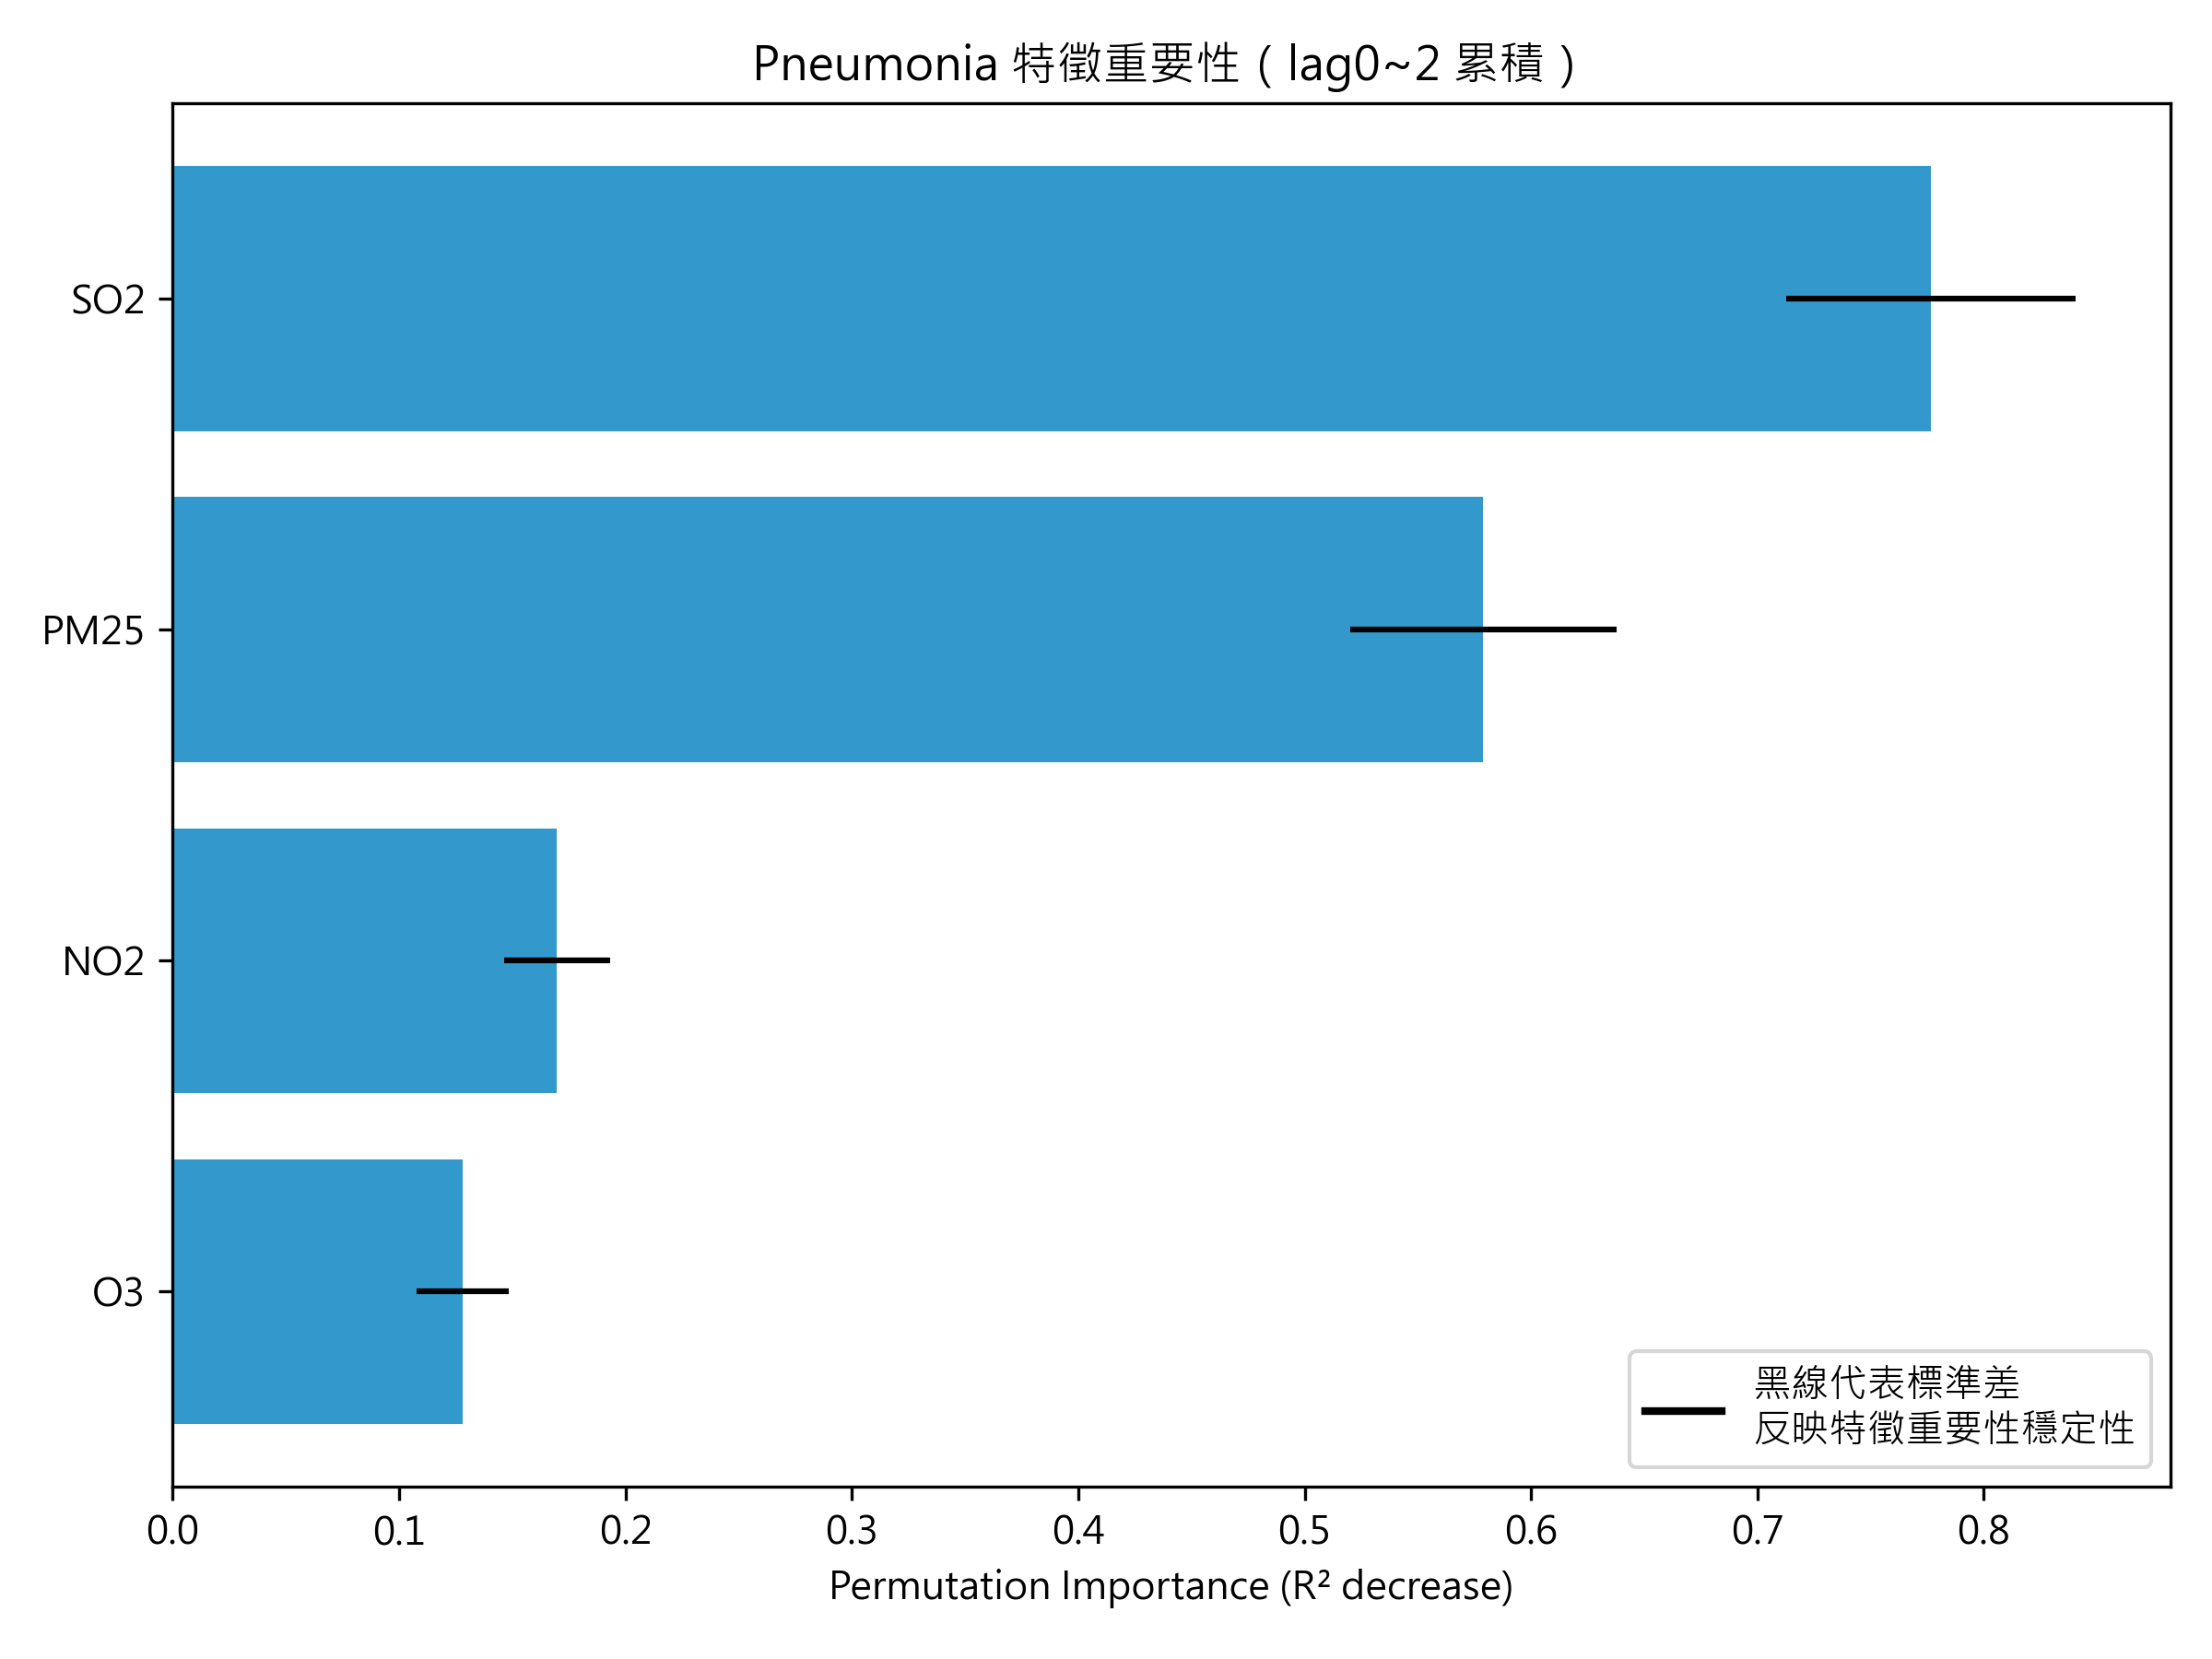 Pneumonia 特徵重要性（lag0~2 累積）
SO2
PM25
NO2
O3
黑線代表標準差
反映特徵重要性穩定性
0.0 0.1 0.2 0.3 0.4 0.5 0.6 0.7 0.8
Permutation Importance (R² decrease)